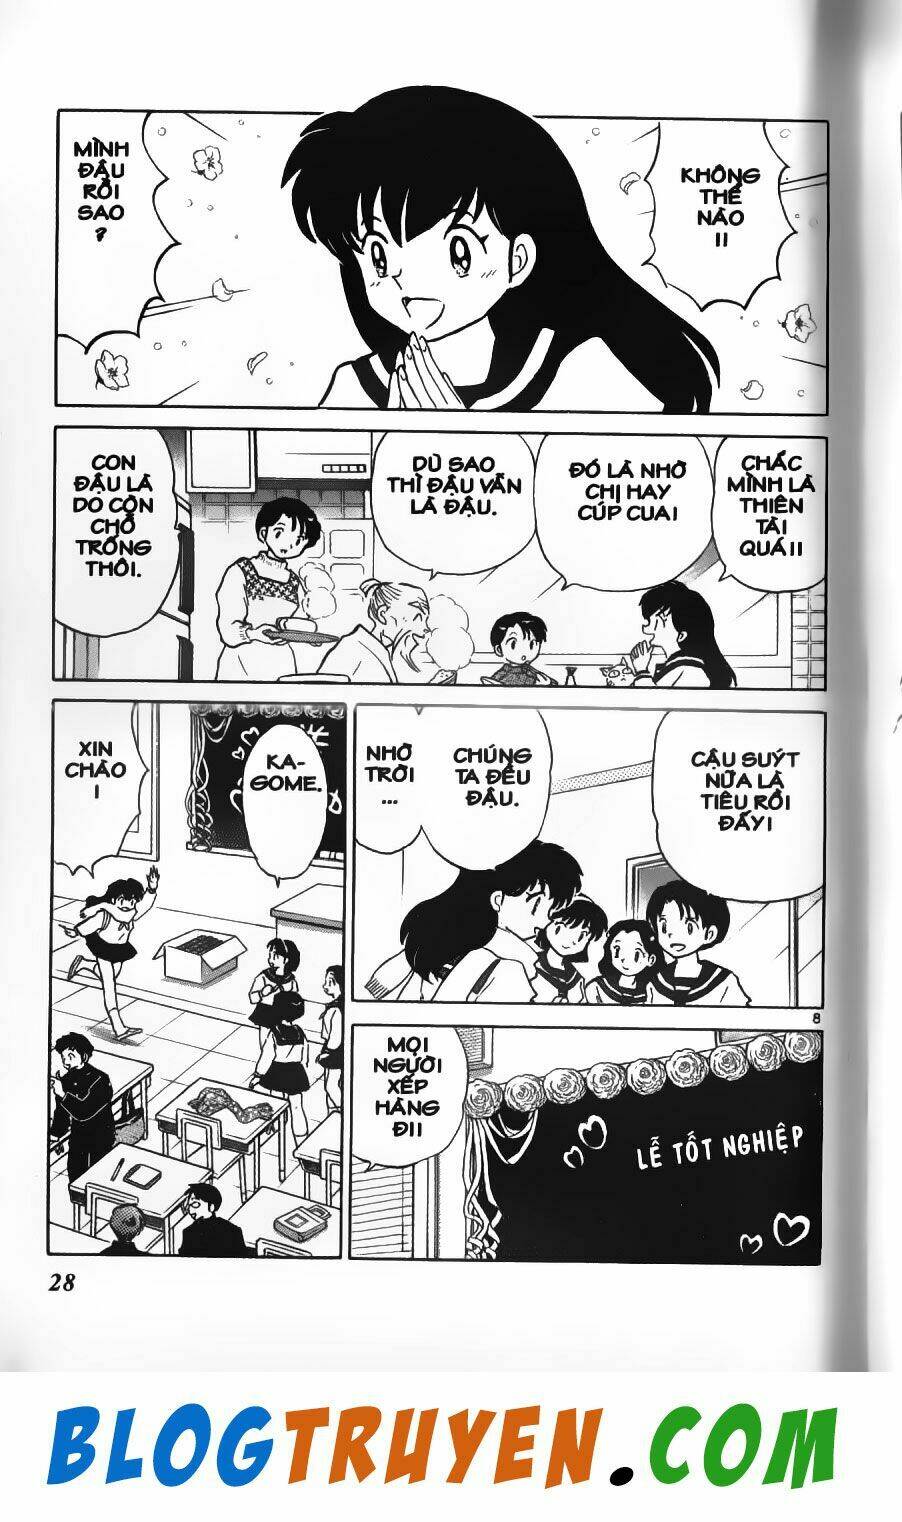 KHÔNG
THỂ
NÀO
!!
MÌNH
ĐẬU
RỒI
SAO
?
CHẮC
MÌNH LÀ
THIÊN
TÀI
QUÁ!!
ĐÓ LÀ NHỜ
CHỊ HAY
CÚP CUA!
DÙ SAO
THÌ ĐẬU VẪN
LÀ ĐẬU.
CON
ĐẬU LÀ
DO CÒN
CHỖ
TRỐNG
THÔI.
KA-
GOME.
XIN
CHÀO
!
CẬU SUÝT
NỮA LÀ
TIÊU RỒI
ĐẤY!
CHÚNG
TA ĐỀU
ĐẬU.
NHỜ
TRỜI
...
8
MỌI
NGƯỜI
XẾP
HÀNG
ĐI!
LỄ TỐT NGHIỆP
28
BLOGTRUYEN.COM